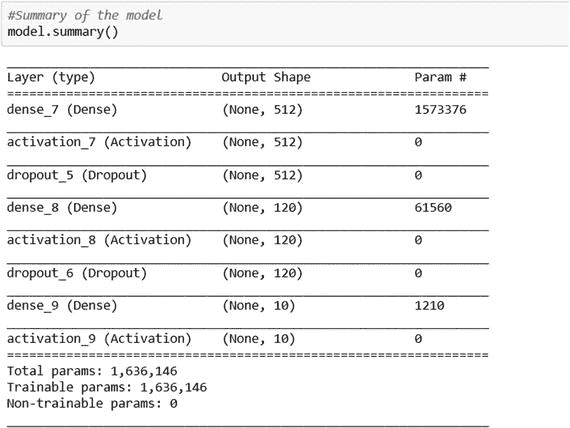 #Summary of the model
model.summary()
Layer (type) Output Shape Param #
dense_7 (Dense) (None, 512) 1573376
activation_7 (Activation) (None, 512) 0
dropout_5 (Dropout) (None, 512) 0
dense_8 (Dense) (None, 120) 61560
activation_8 (Activation) (None, 120) 0
dropout_6 (Dropout) (None, 120) 0
dense_9 (Dense) (None, 10) 1210
activation_9 (Activation) (None, 10) 0
Total params: 1,636,146
Trainable params: 1,636,146
Non-trainable params: 0